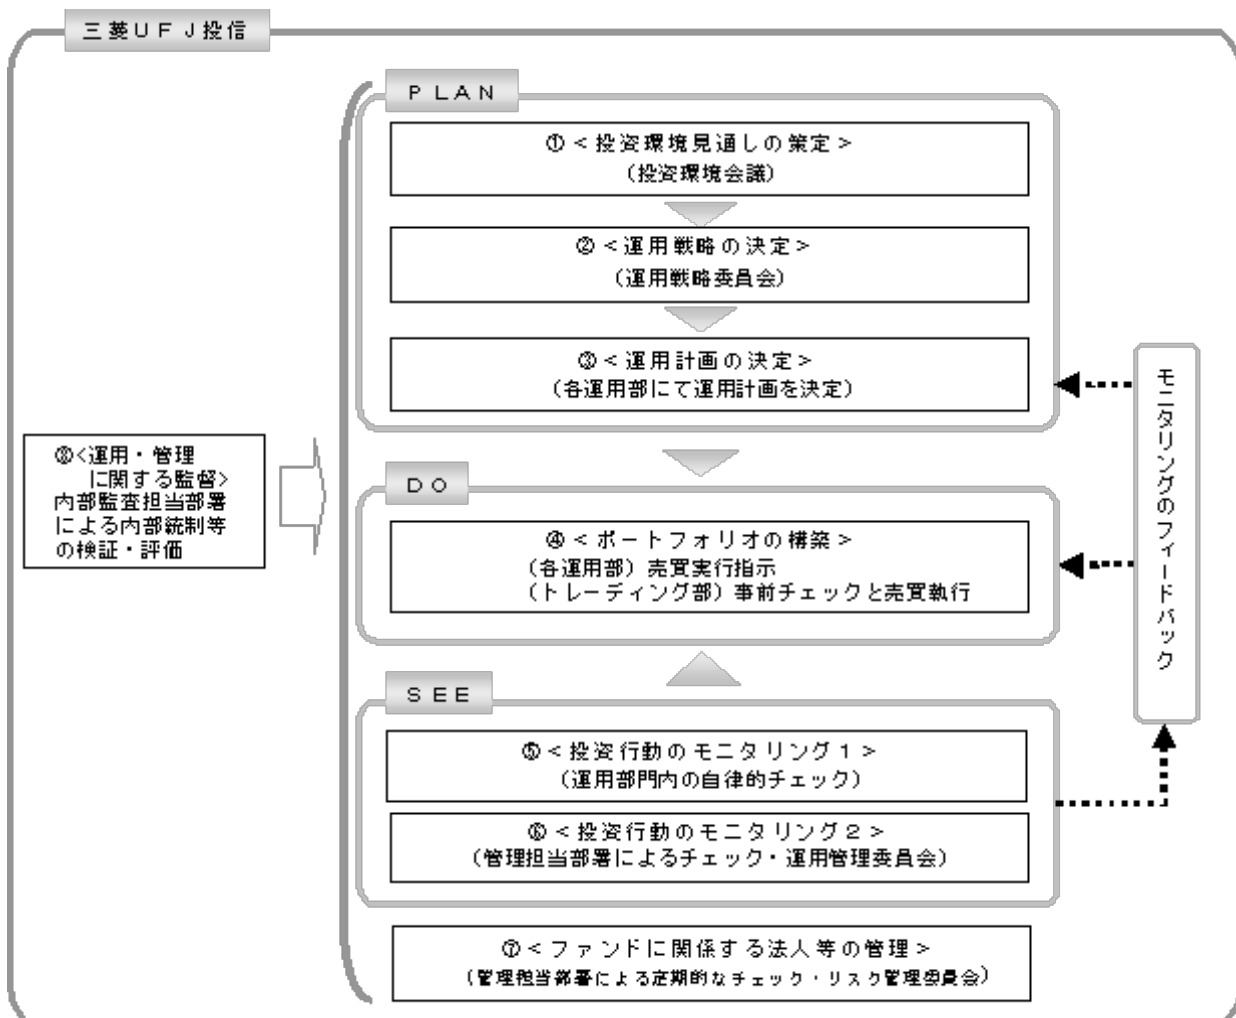 三菱UFJ投信
PLAN
①<投資環境見通しの策定>
(投資環境会議)
②<運用戦略の決定>
(運用戦略委員会)
③<運用計画の決定>
(各運用部にて運用計画を決定)
⑧<運用・管理
に関する監督>
内部監査担当部署
による内部統制等
の検証・評価
DO
④<ポートフォリオの構築>
(各運用部)売買実行指示
(トレーディング部)事前チェックと売買執行
モニタリングのフィードバック
SEE
⑤<投資行動のモニタリング1>
(運用部門内の自律的チェック)
⑥<投資行動のモニタリング2>
(管理担当部署によるチェック・運用管理委員会)
⑦<ファンドに関係する法人等の管理>
(管理担当部署による定期的なチェック・リスク管理委員会)